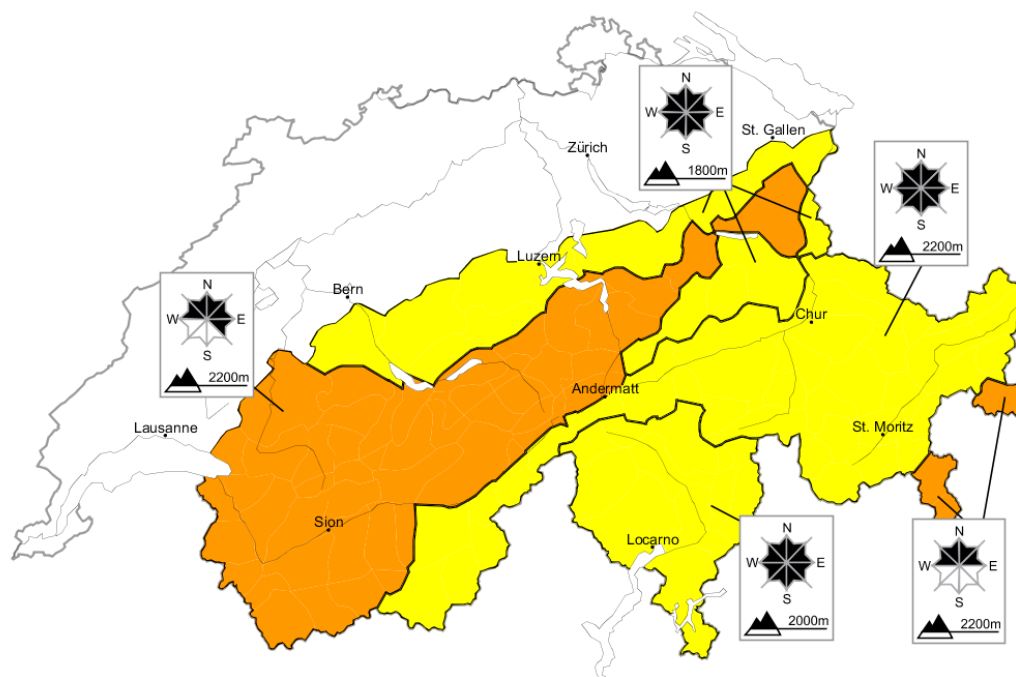 N
W E
S
1800m
St. Gallen
Zürich
N
W E
S
2200m
Luzern
Bern
N
W E
S
2200m
Chur
Andermatt
Lausanne
St. Moritz
Sion
Locarno
N
W E
S
2000m
N
W E
S
2200m